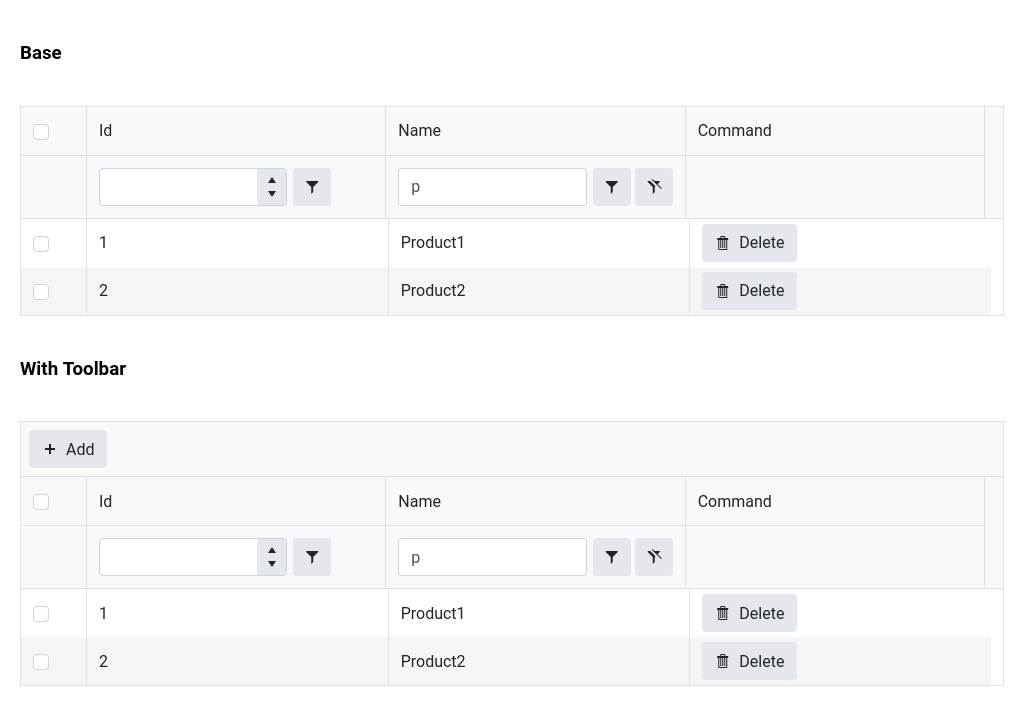 Base
Id Name Command
p
1 Product1 Delete
2 Product2 Delete
With Toolbar
Add
Id Name Command
p
1 Product1 Delete
2 Product2 Delete